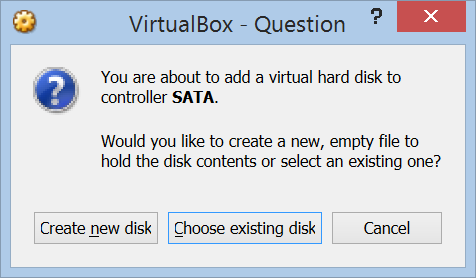 VirtualBox - Question
You are about to add a virtual hard disk to
controller SATA.
Would you like to create a new, empty file to
hold the disk contents or select an existing one?
Create new disk
Choose existing disk
Cancel